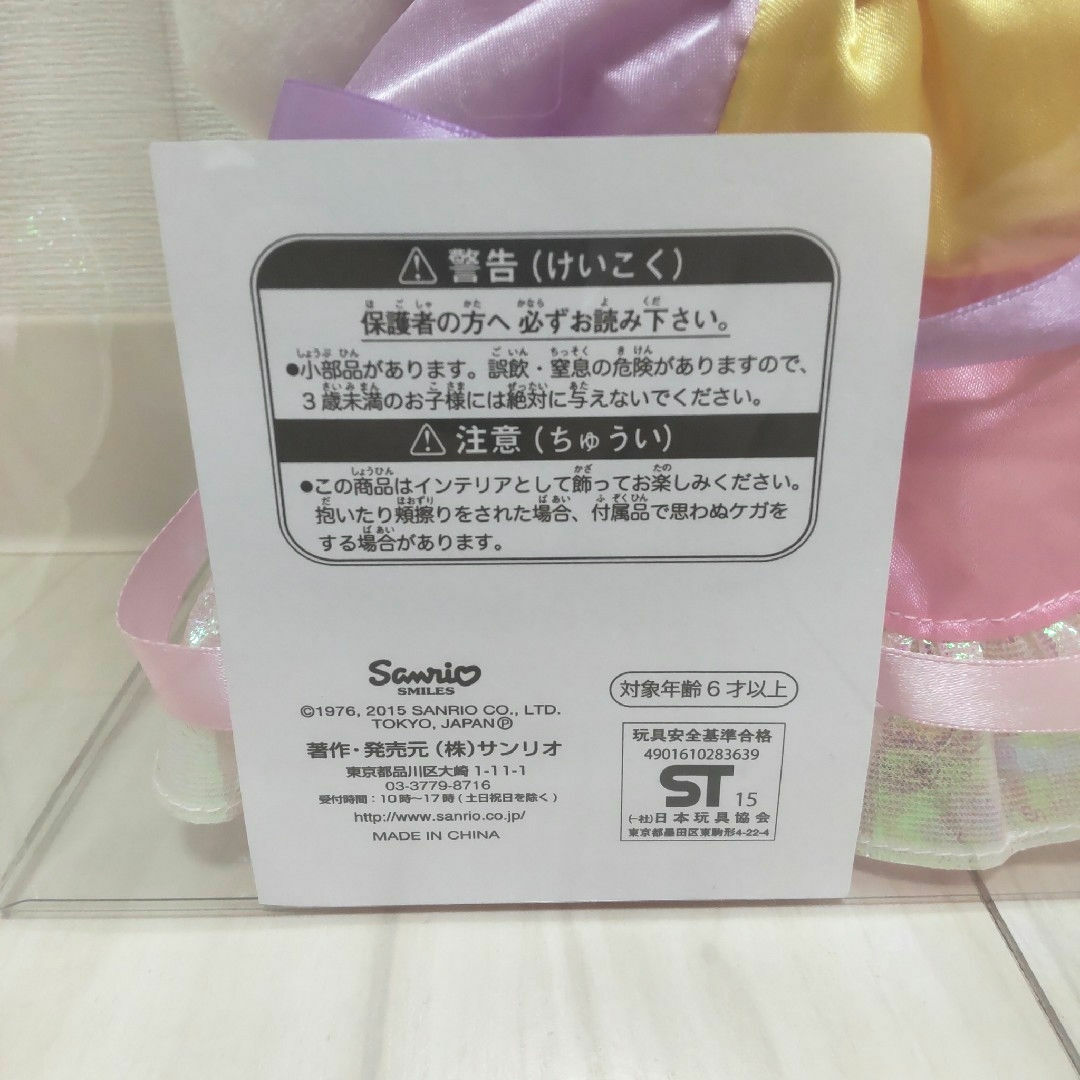 警告(けいこく)
保護者の方へ 必ずお読み下さい。
●小部品があります。誤飲・窒息の危険がありますので、
3歳未満のお子様には絶対に与えないでください。
注意(ちゅうい)
●この商品はインテリアとして飾ってお楽しみください。
抱いたり頬擦りをされた場合、付属品で思わぬケガを
する場合があります。
Sanrio
SMILES
©1976, 2015 SANRIO CO., LTD.
TOKYO, JAPAN Ⓟ
著作・発売元(株)サンリオ
東京都品川区大崎1-11-1
03-3779-8716
受付時間:10時〜17時(土日祝日を除く)
http://www.sanrio.co.jp/
MADE IN CHINA
対象年齢6才以上
玩具安全基準合格
4901610283639
ST 15
(一社)日本玩具協会
東京都墨田区東駒形4-22-4